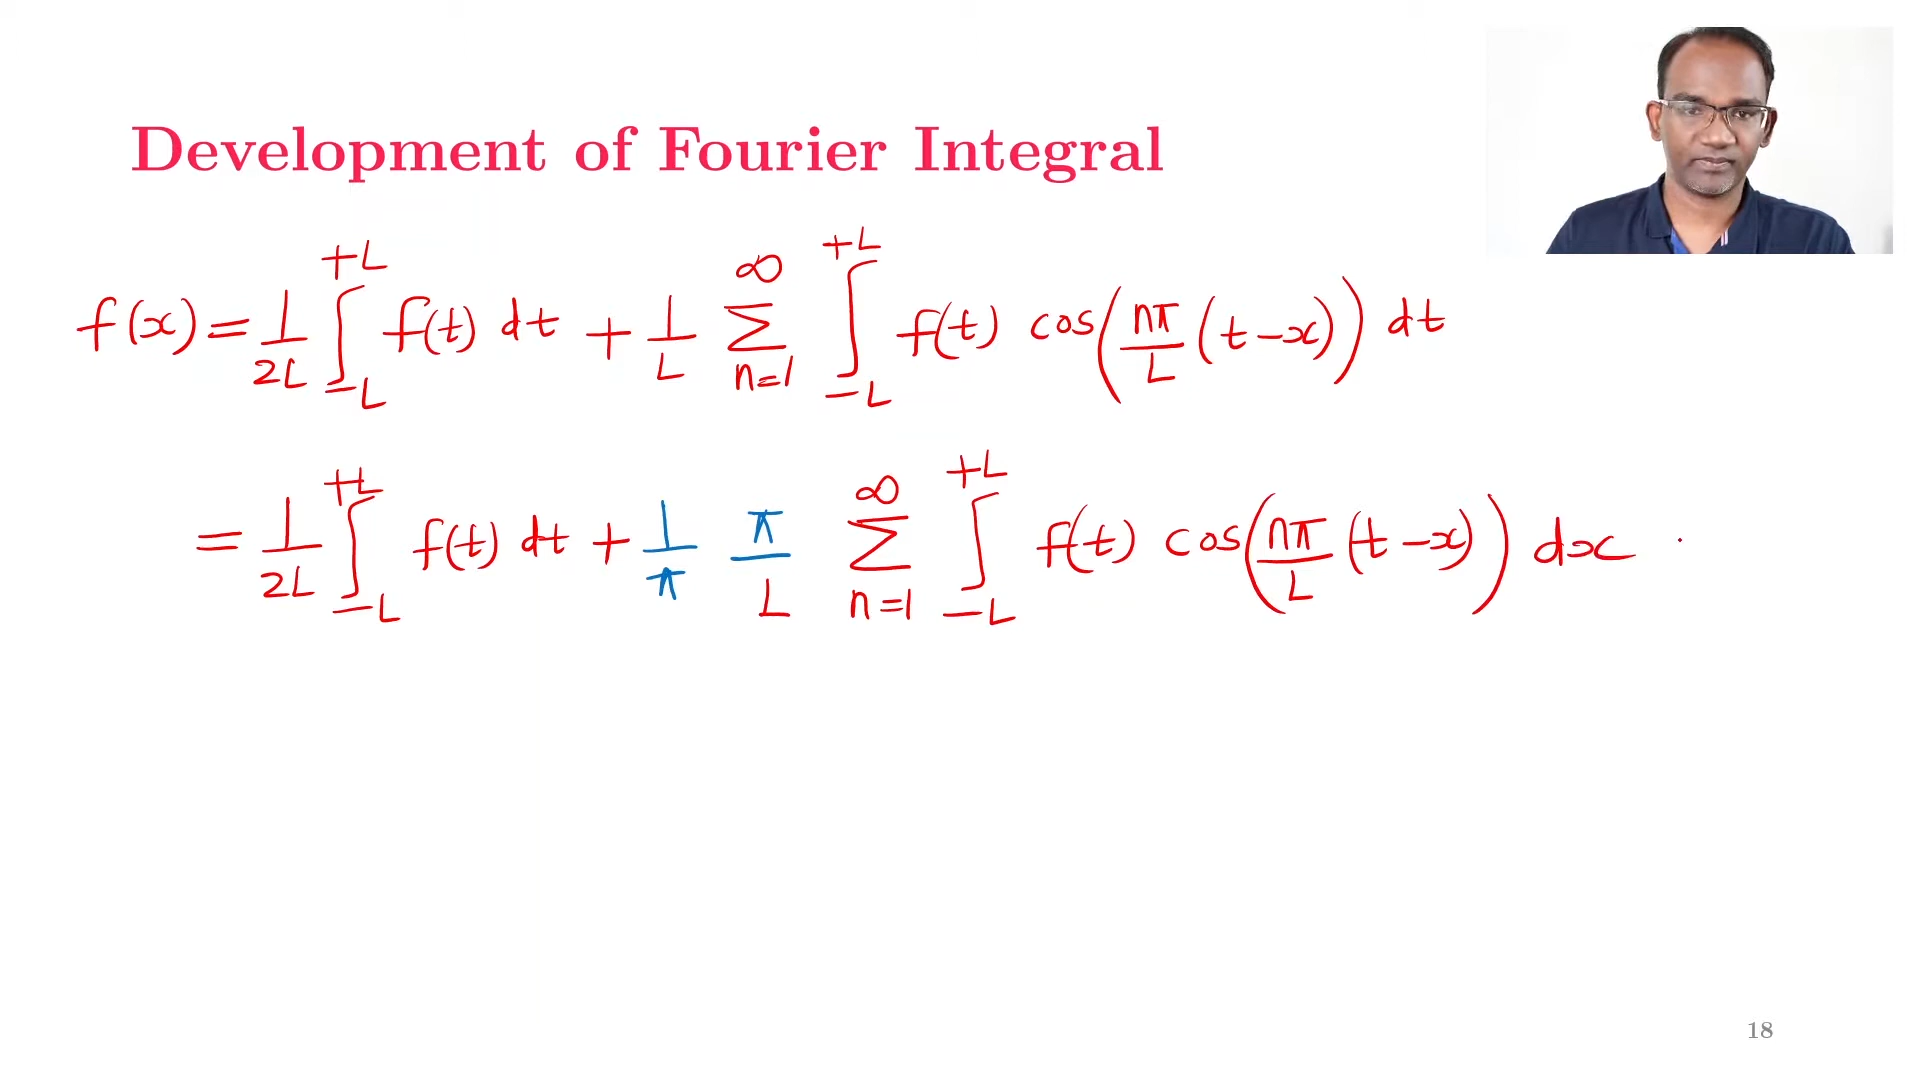 Development of Fourier Integral
f(x) = 1/2L ∫_{-L}^{+L} f(t) dt + 1/L ∑_{n=1}^{∞} ∫_{-L}^{+L} f(t) cos(nπ/L (t-x)) dt
= 1/2L ∫_{-L}^{+L} f(t) dt + 1/π π/L ∑_{n=1}^{∞} ∫_{-L}^{+L} f(t) cos(nπ/L (t-x)) dx
18